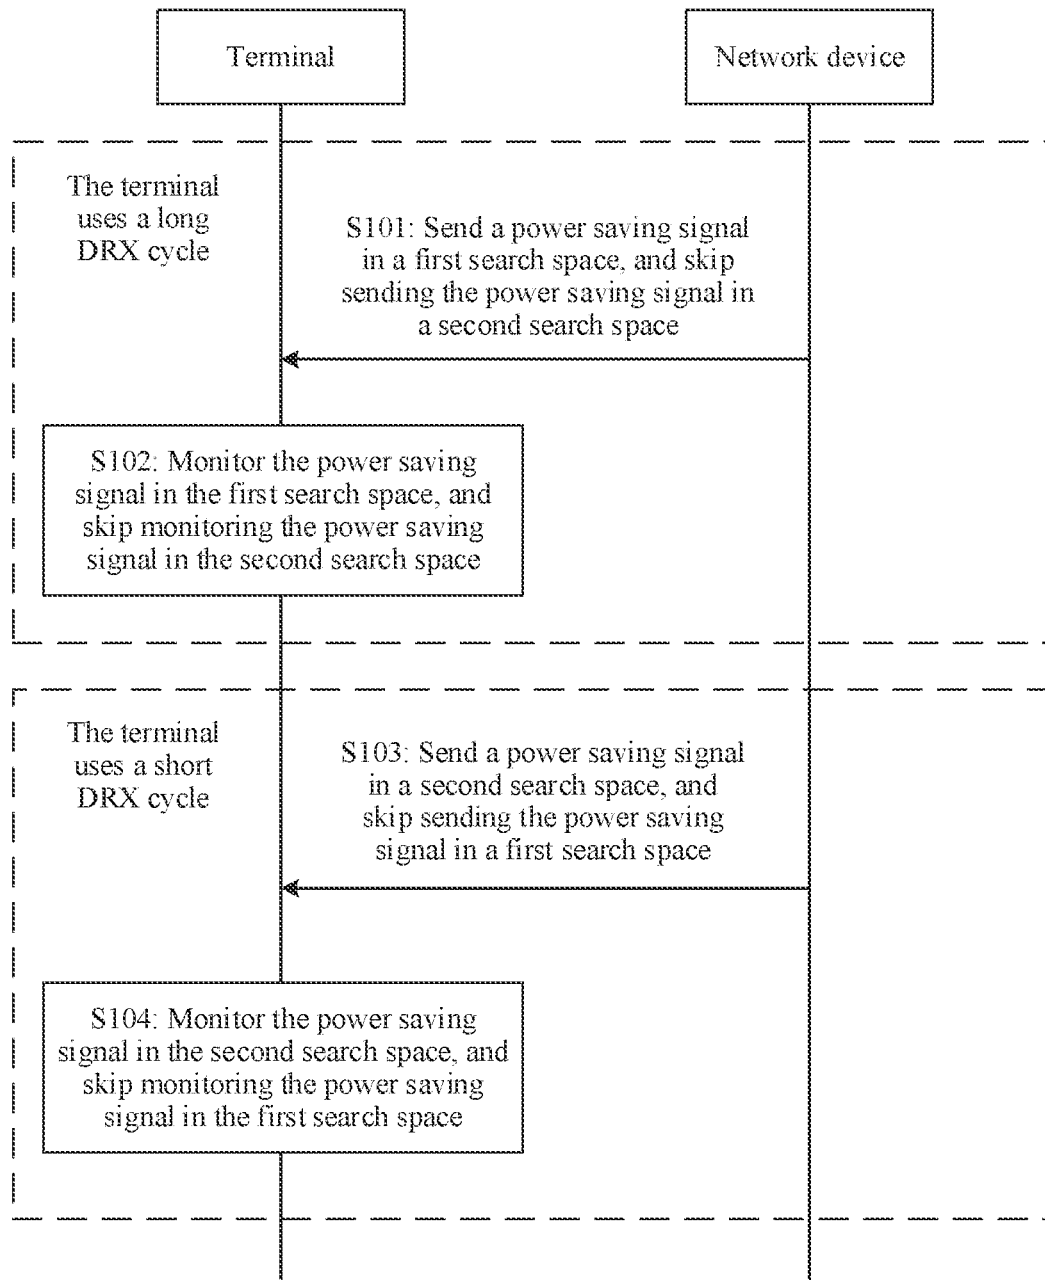 Terminal
Network device
The terminal
uses a long
DRX cycle
S101: Send a power saving signal
in a first search space, and skip
sending the power saving signal in
a second search space
S102: Monitor the power saving
signal in the first search space, and
skip monitoring the power saving
signal in the second search space
The terminal
uses a short
DRX cycle
S103: Send a power saving signal
in a second search space, and
skip sending the power saving
signal in a first search space
S104: Monitor the power saving
signal in the second search space, and
skip monitoring the power saving
signal in the first search space